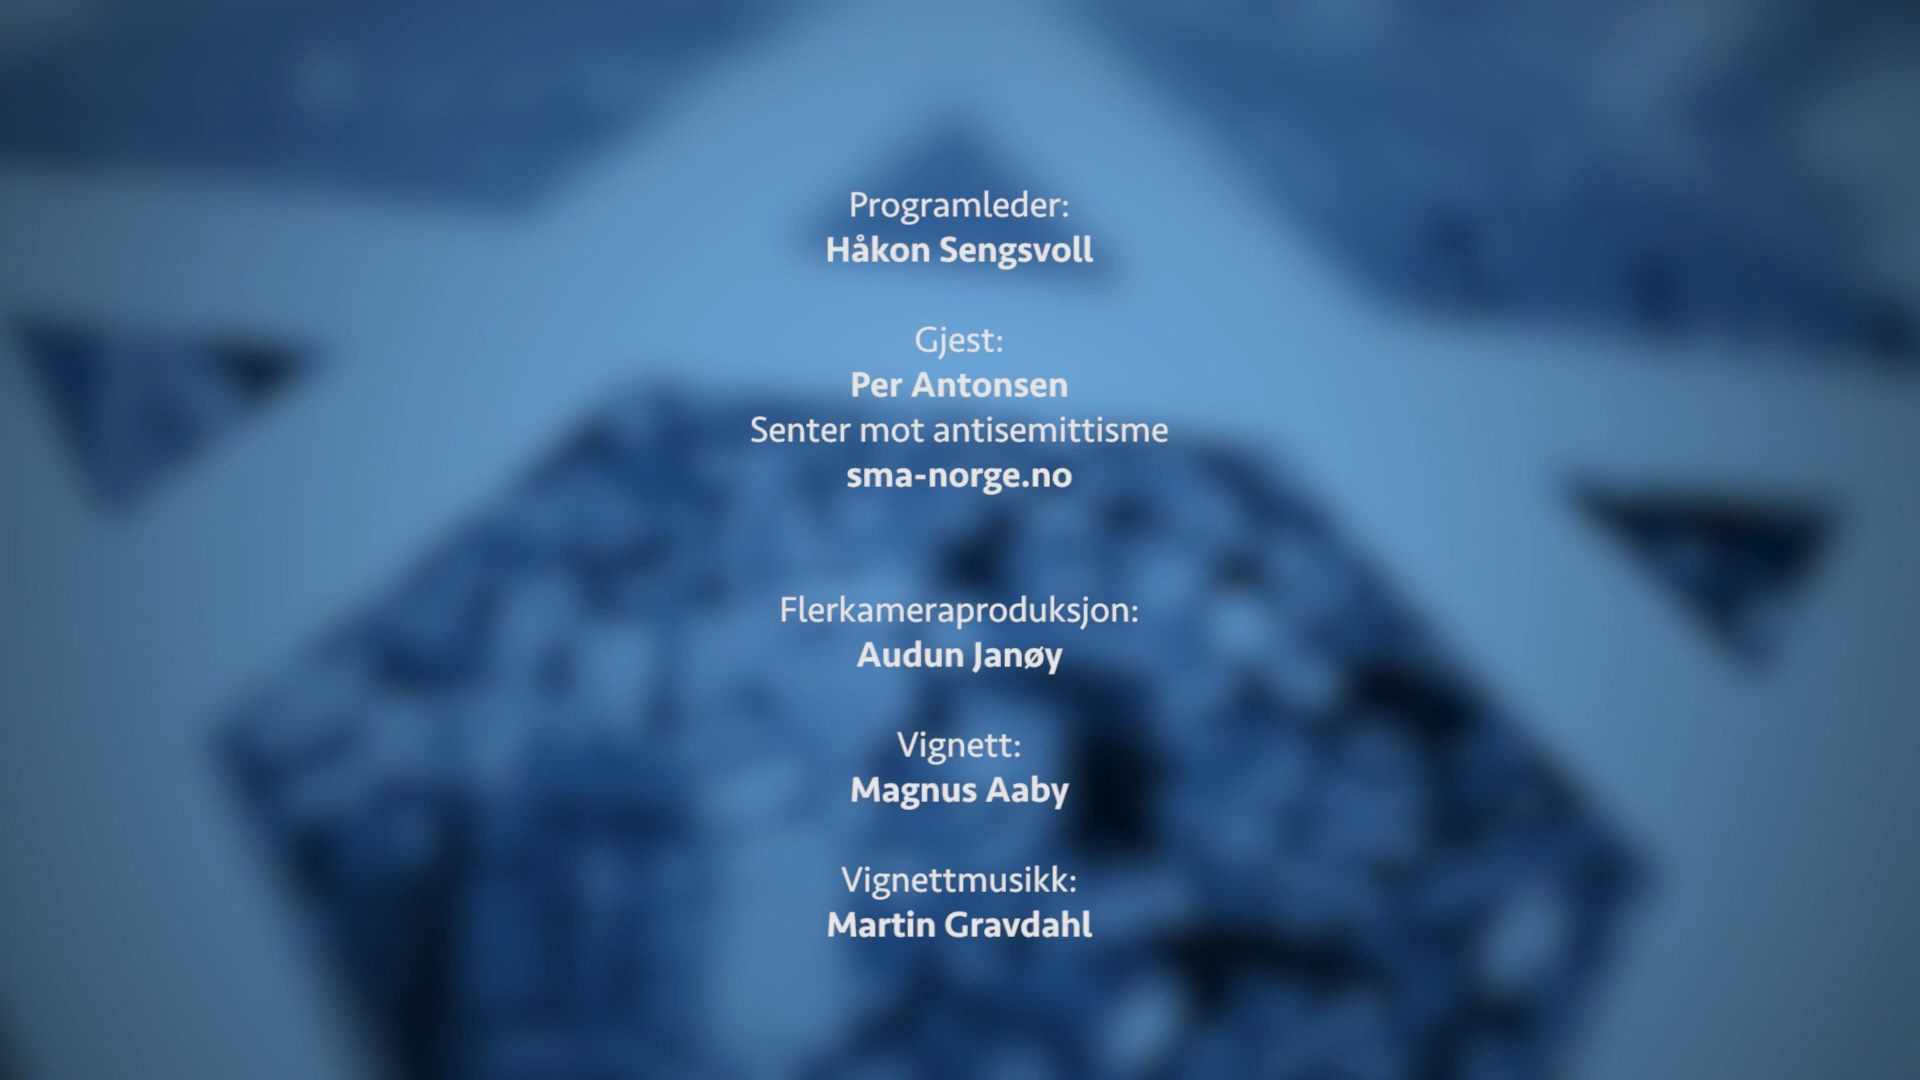 Programleder:
Håkon Sengsvoll
Gjest:
Per Antonsen
Senter mot antisemittisme
sma-norge.no
Flerkameraproduksjon:
Audun Janøy
Vignett:
Magnus Aaby
Vignettmusikk:
Martin Gravdahl